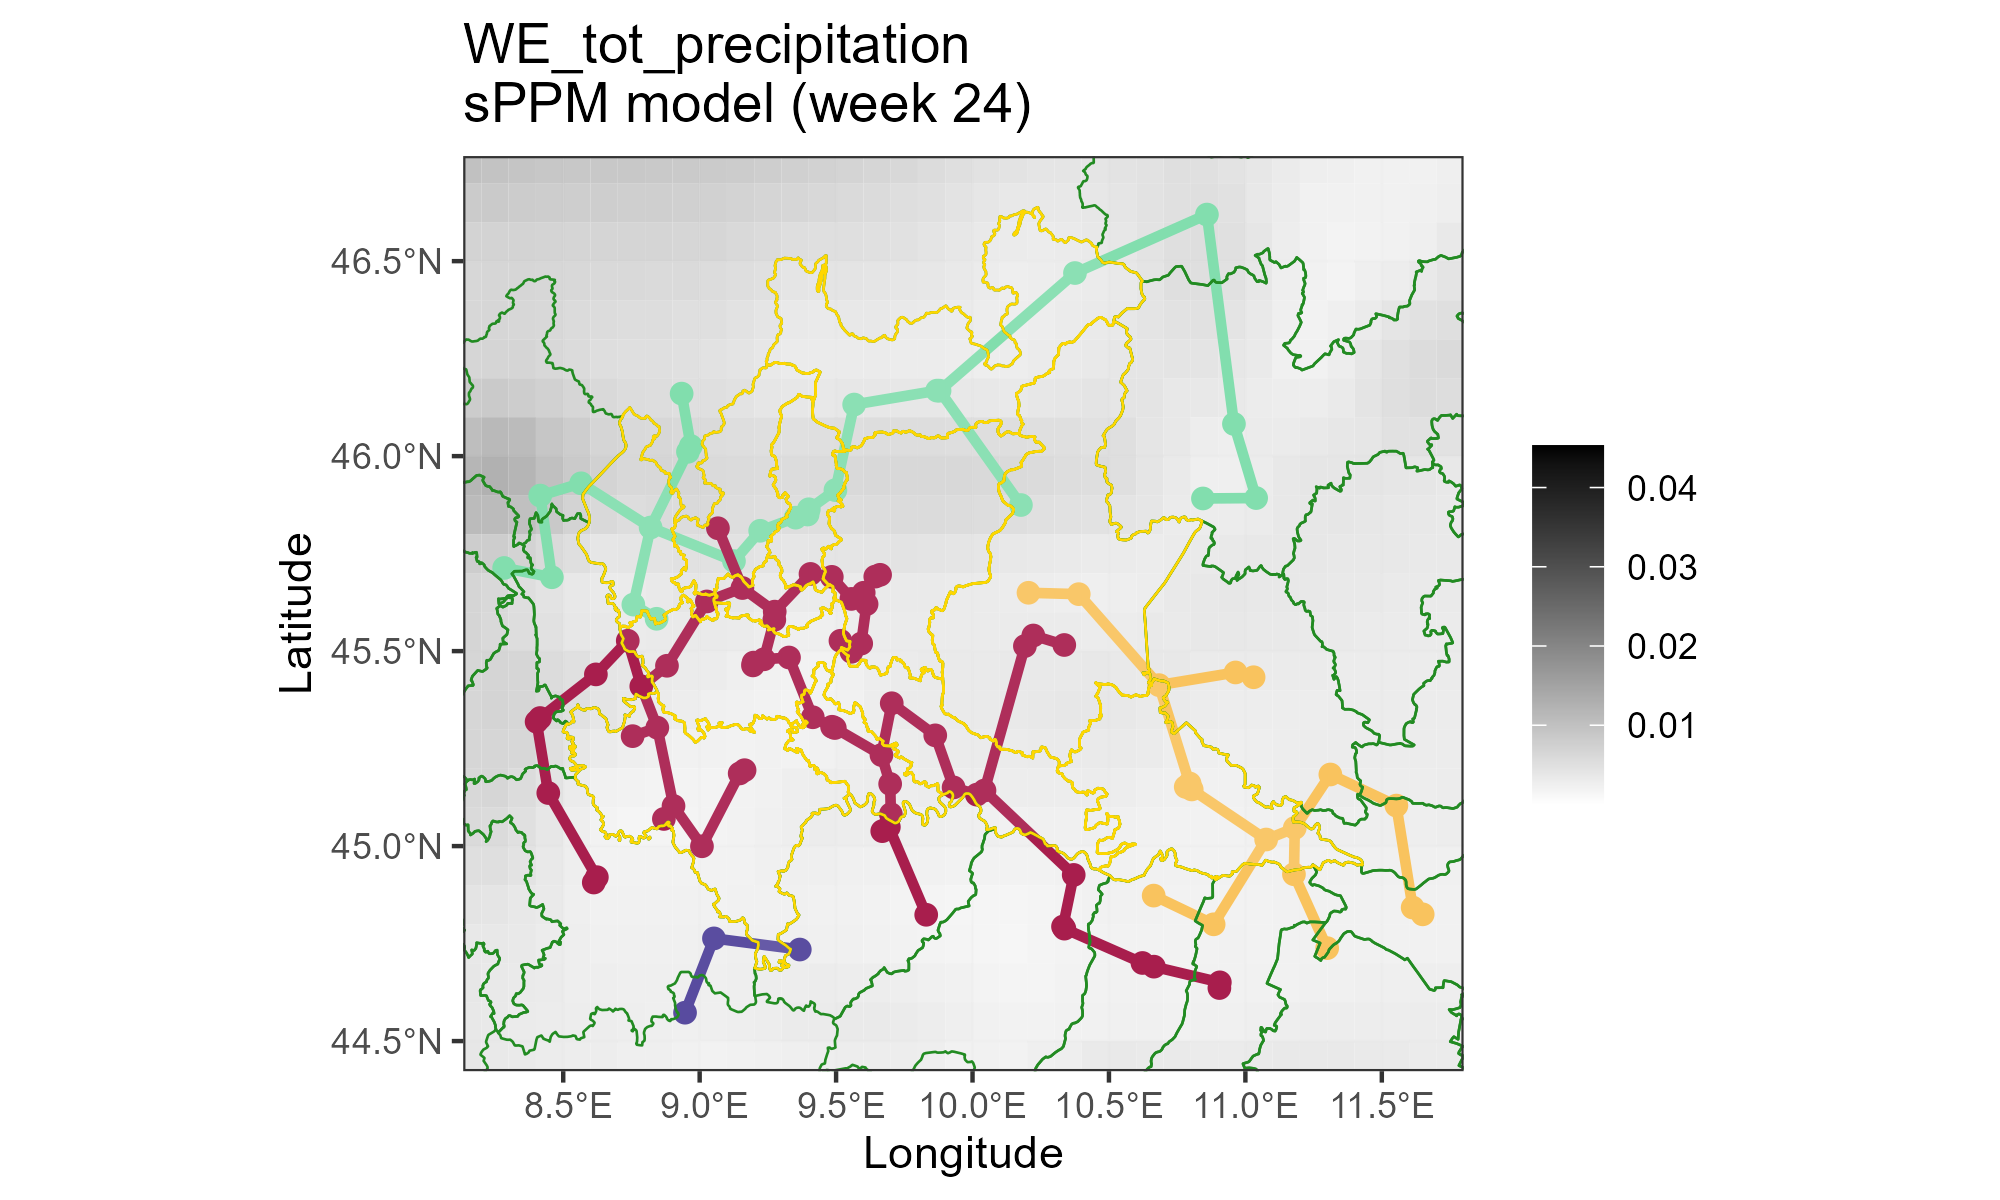 WE_tot_precipitation
sPPM model (week 24)
46.5°N
46.0°N
45.5°N
45.0°N
44.5°N
Latitude
8.5°E 9.0°E 9.5°E 10.0°E 10.5°E 11.0°E 11.5°E
Longitude
0.04
0.03
0.02
0.01